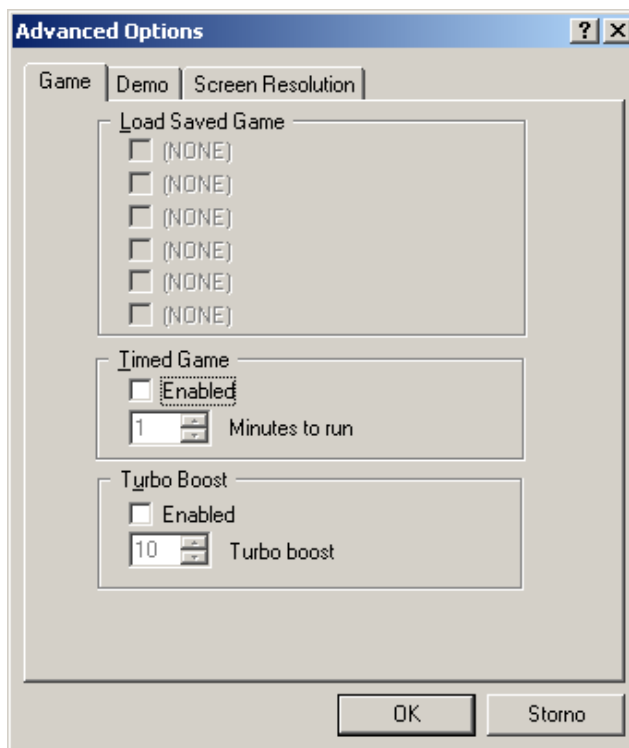 Advanced Options
Game Demo Screen Resolution
Load Saved Game
(NONE)
(NONE)
(NONE)
(NONE)
(NONE)
(NONE)
Timed Game
Enabled
1 Minutes to run
Turbo Boost
Enabled
10 Turbo boost
OK Storno